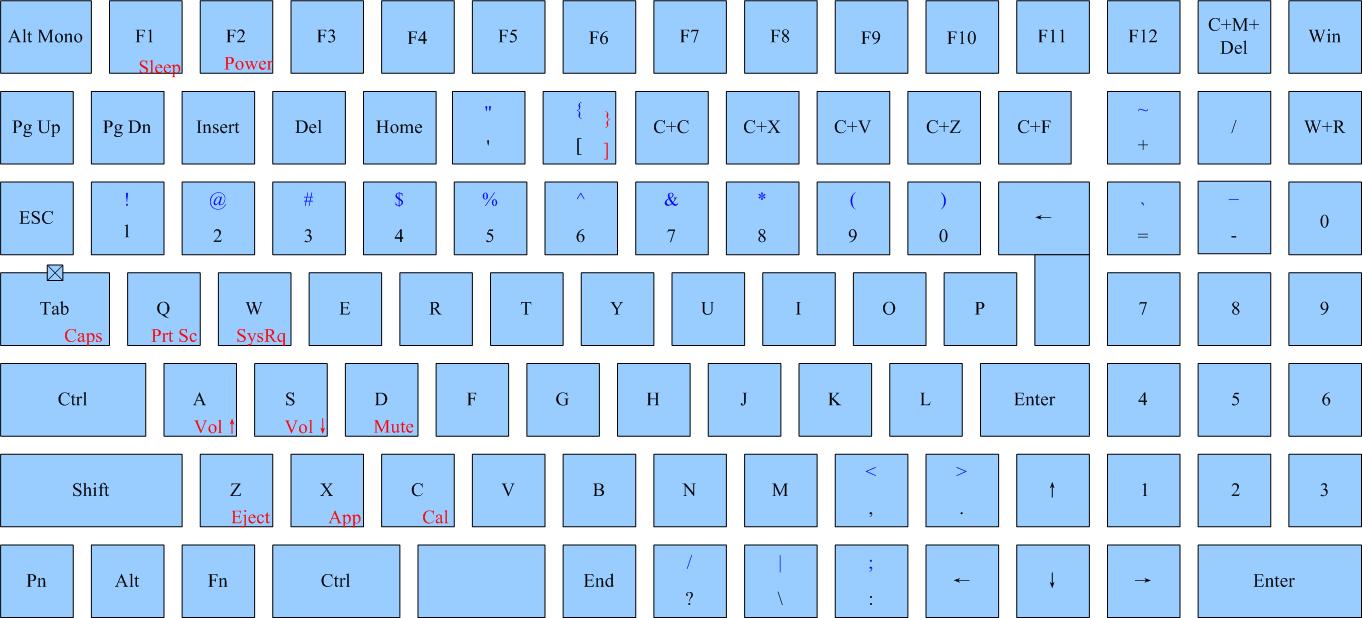 Alt Mono F1 F2 F3 F4 F5 F6 F7 F8 F9 F10 F11 F12 C+M+ Win
Del
Sleep Power
Pg Up Pg Dn Insert Del Home " { } C+C C+X C+V C+Z C+F ~ / W+R
' [ ] +
ESC ! @ # $ % ^ & * ( ) ← ` _ 0
1 2 3 4 5 6 7 8 9 0 = -
Tab Q W E R T Y U I O P 7 8 9
Caps Prt Sc SysRq
Ctrl A S D F G H J K L Enter 4 5 6
Vol ↑ Vol ↓ Mute
Shift Z X C V B N M < > ↑ 1 2 3
Eject App Cal , .
Pn Alt Fn Ctrl End / | ; ← ↓ → Enter
? \ :